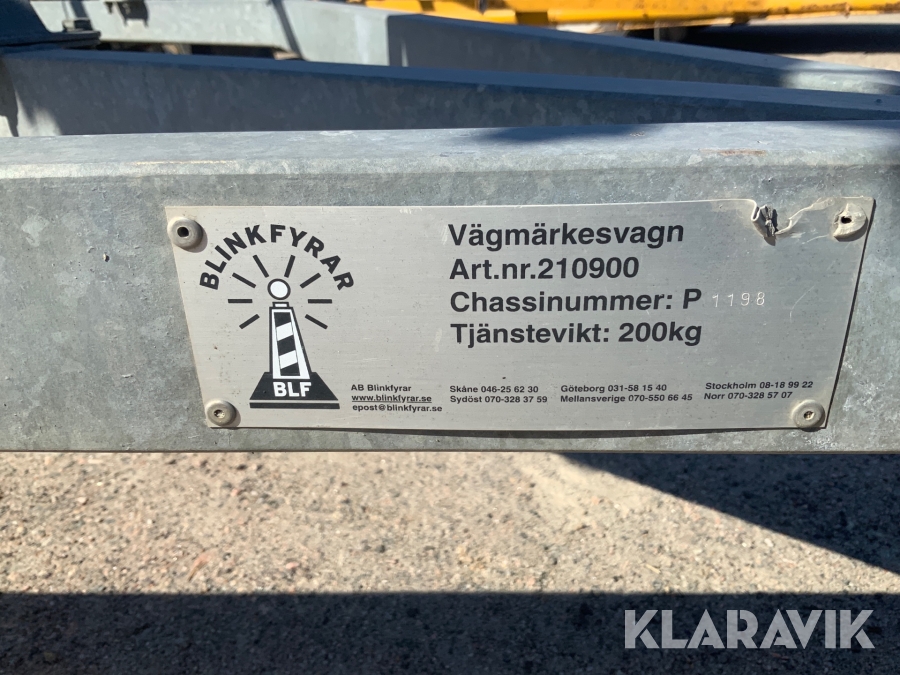 BLINKFYRAR
BLF
Vägmärkesvagn
Art.nr.210900
Chassinummer: P 1198
Tjänstevikt: 200kg
AB Blinkfyrar
www.blinkfyrar.se
epost@blinkfyrar.se
Skåne 046-25 62 30
Sydöst 070-328 37 59
Göteborg 031-58 15 40
Mellansverige 070-550 66 45
Stockholm 08-18 99 22
Norr 070-328 57 07
KLARAVIK